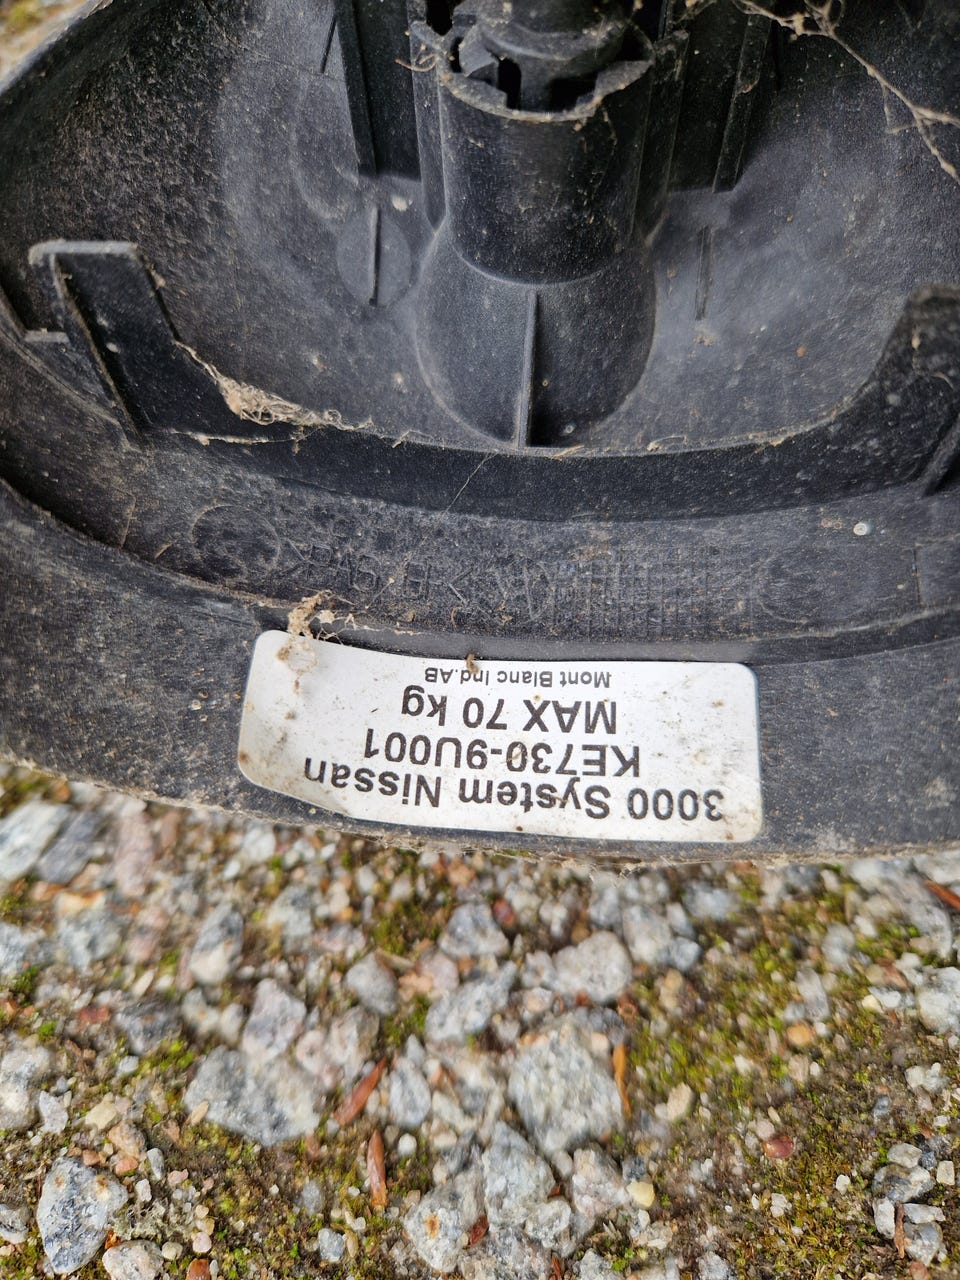 3000 System Nissan
KE730-9U001
MAX 70 kg
Mont Blanc Ind.AB